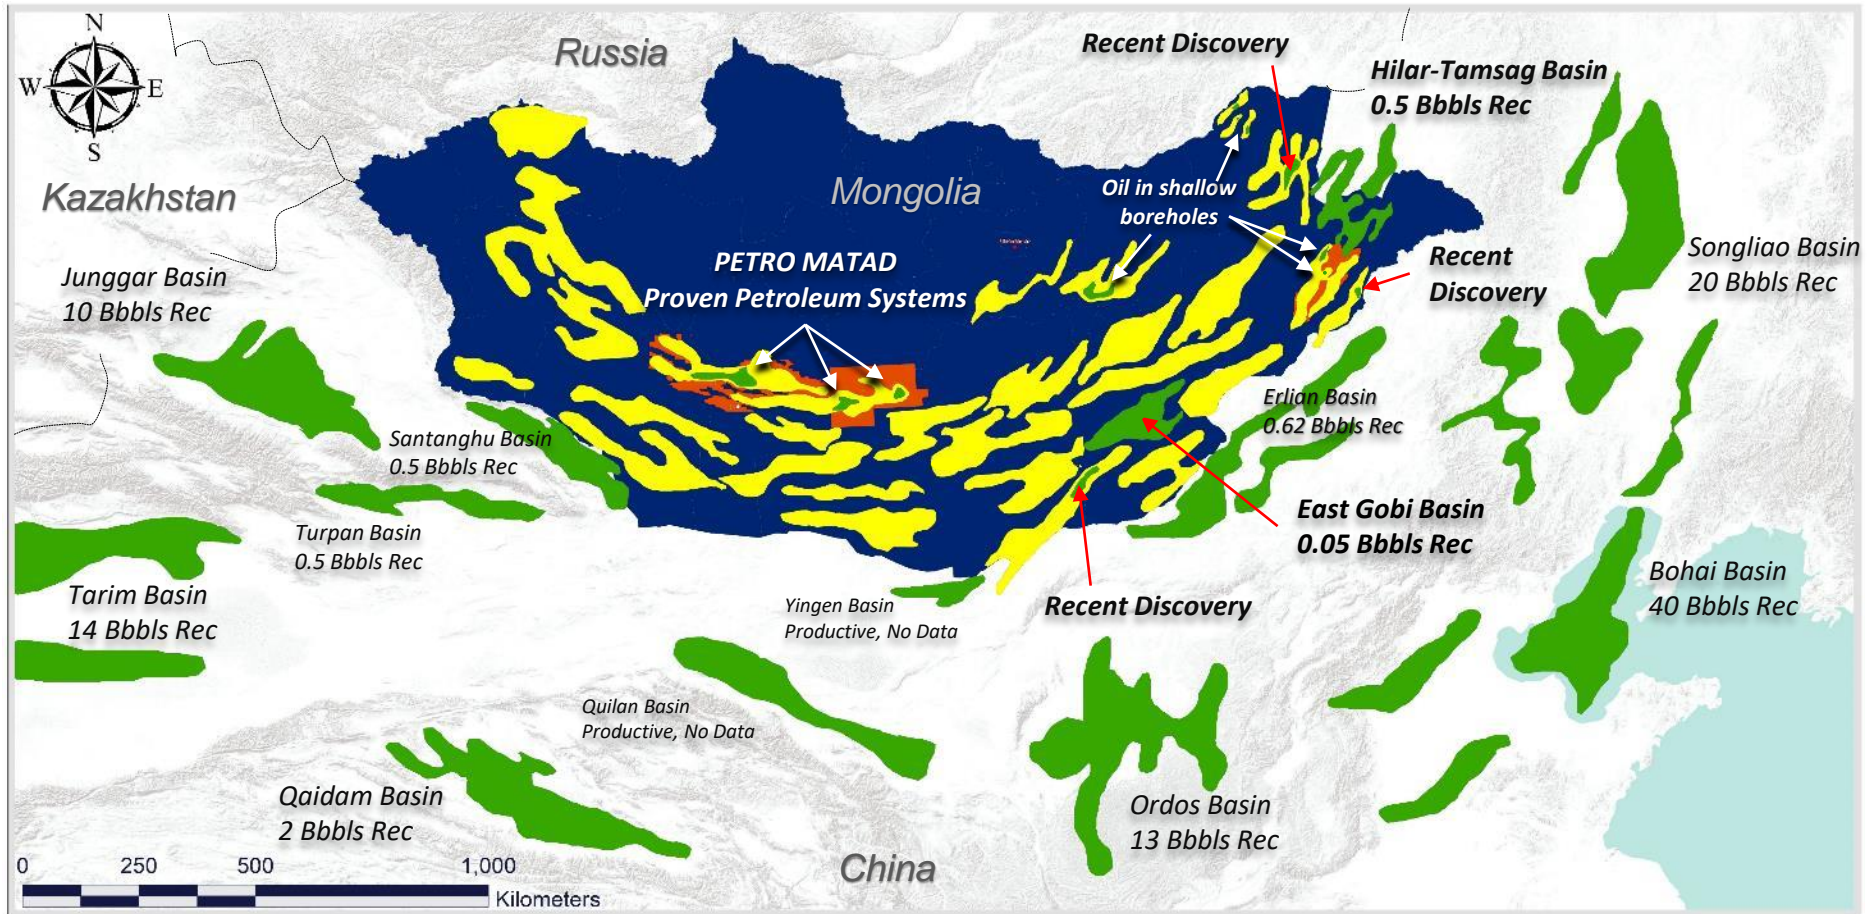 N
W
E
S
Russia
Kazakhstan
Mongolia
China
Recent Discovery
Hilar-Tamsag Basin
0.5 Bbbls Rec
Oil in shallow
boreholes
PETRO MATAD
Proven Petroleum Systems
Recent
Discovery
Songliao Basin
20 Bbbls Rec
Junggar Basin
10 Bbbls Rec
Santanghu Basin
0.5 Bbbls Rec
Erlian Basin
0.62 Bbbls Rec
Turpan Basin
0.5 Bbbls Rec
East Gobi Basin
0.05 Bbbls Rec
Tarim Basin
14 Bbbls Rec
Yingen Basin
Productive, No Data
Recent Discovery
Bohai Basin
40 Bbbls Rec
Quilan Basin
Productive, No Data
Qaidam Basin
2 Bbbls Rec
Ordos Basin
13 Bbbls Rec
0 250 500 1,000
Kilometers